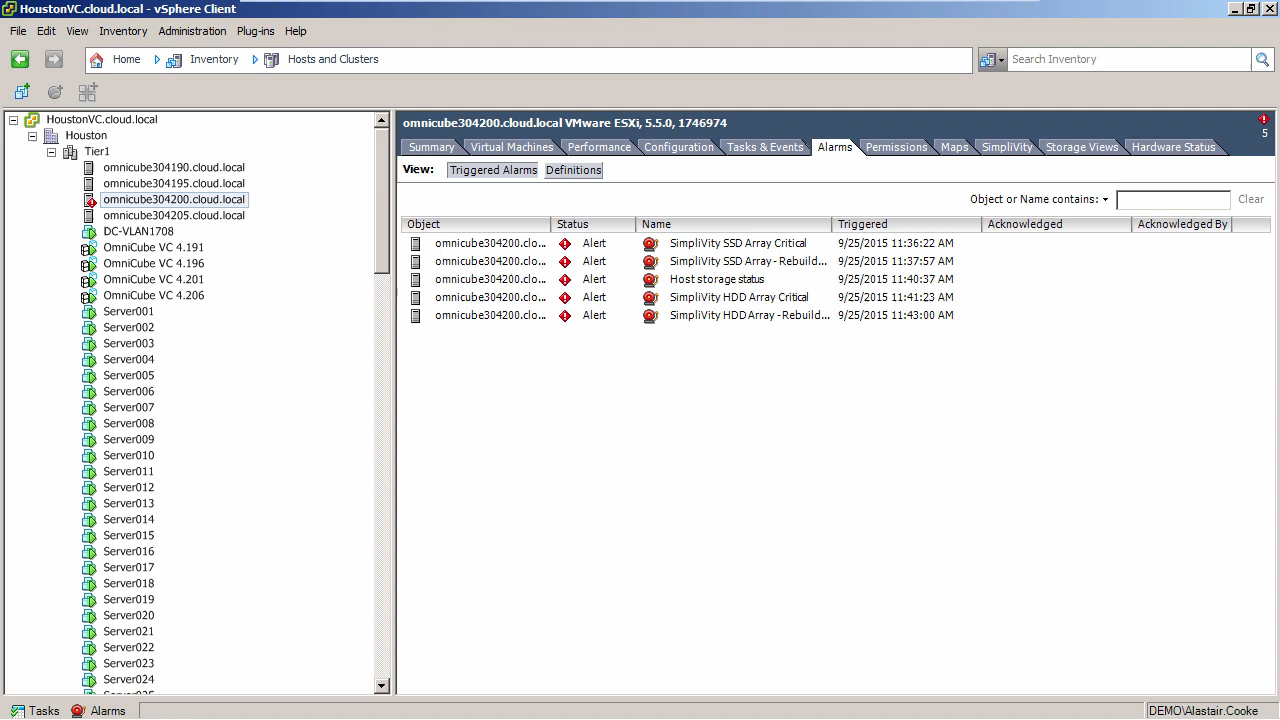 HoustonVC.cloud.local - vSphere Client
File Edit View Inventory Administration Plug-ins Help
Home Inventory Hosts and Clusters Search Inventory
HoustonVC.cloud.local
Houston
Tier1
omnicube304190.cloud.local
omnicube304195.cloud.local
omnicube304200.cloud.local
omnicube304205.cloud.local
DC-VLAN1708
OmniCube VC 4.191
OmniCube VC 4.196
OmniCube VC 4.201
OmniCube VC 4.206
Server001
Server002
Server003
Server004
Server005
Server006
Server007
Server008
Server009
Server010
Server011
Server012
Server013
Server014
Server015
Server016
Server017
Server018
Server019
Server020
Server021
Server022
Server023
Server024
omnicube304200.cloud.local VMware ESXi, 5.5.0, 1746974
5
Summary Virtual Machines Performance Configuration Tasks & Events Alarms Permissions Maps SimpliVity Storage Views Hardware Status
View: Triggered Alarms Definitions
Object or Name contains: Clear
Object Status Name Triggered Acknowledged Acknowledged By
omnicube304200.clo... Alert SimpliVity SSD Array Critical 9/25/2015 11:36:22 AM
omnicube304200.clo... Alert SimpliVity SSD Array - Rebuild... 9/25/2015 11:37:57 AM
omnicube304200.clo... Alert Host storage status 9/25/2015 11:40:37 AM
omnicube304200.clo... Alert SimpliVity HDD Array Critical 9/25/2015 11:41:23 AM
omnicube304200.clo... Alert SimpliVity HDD Array - Rebuild... 9/25/2015 11:43:00 AM
Tasks Alarms DEMO\Alastair.Cooke